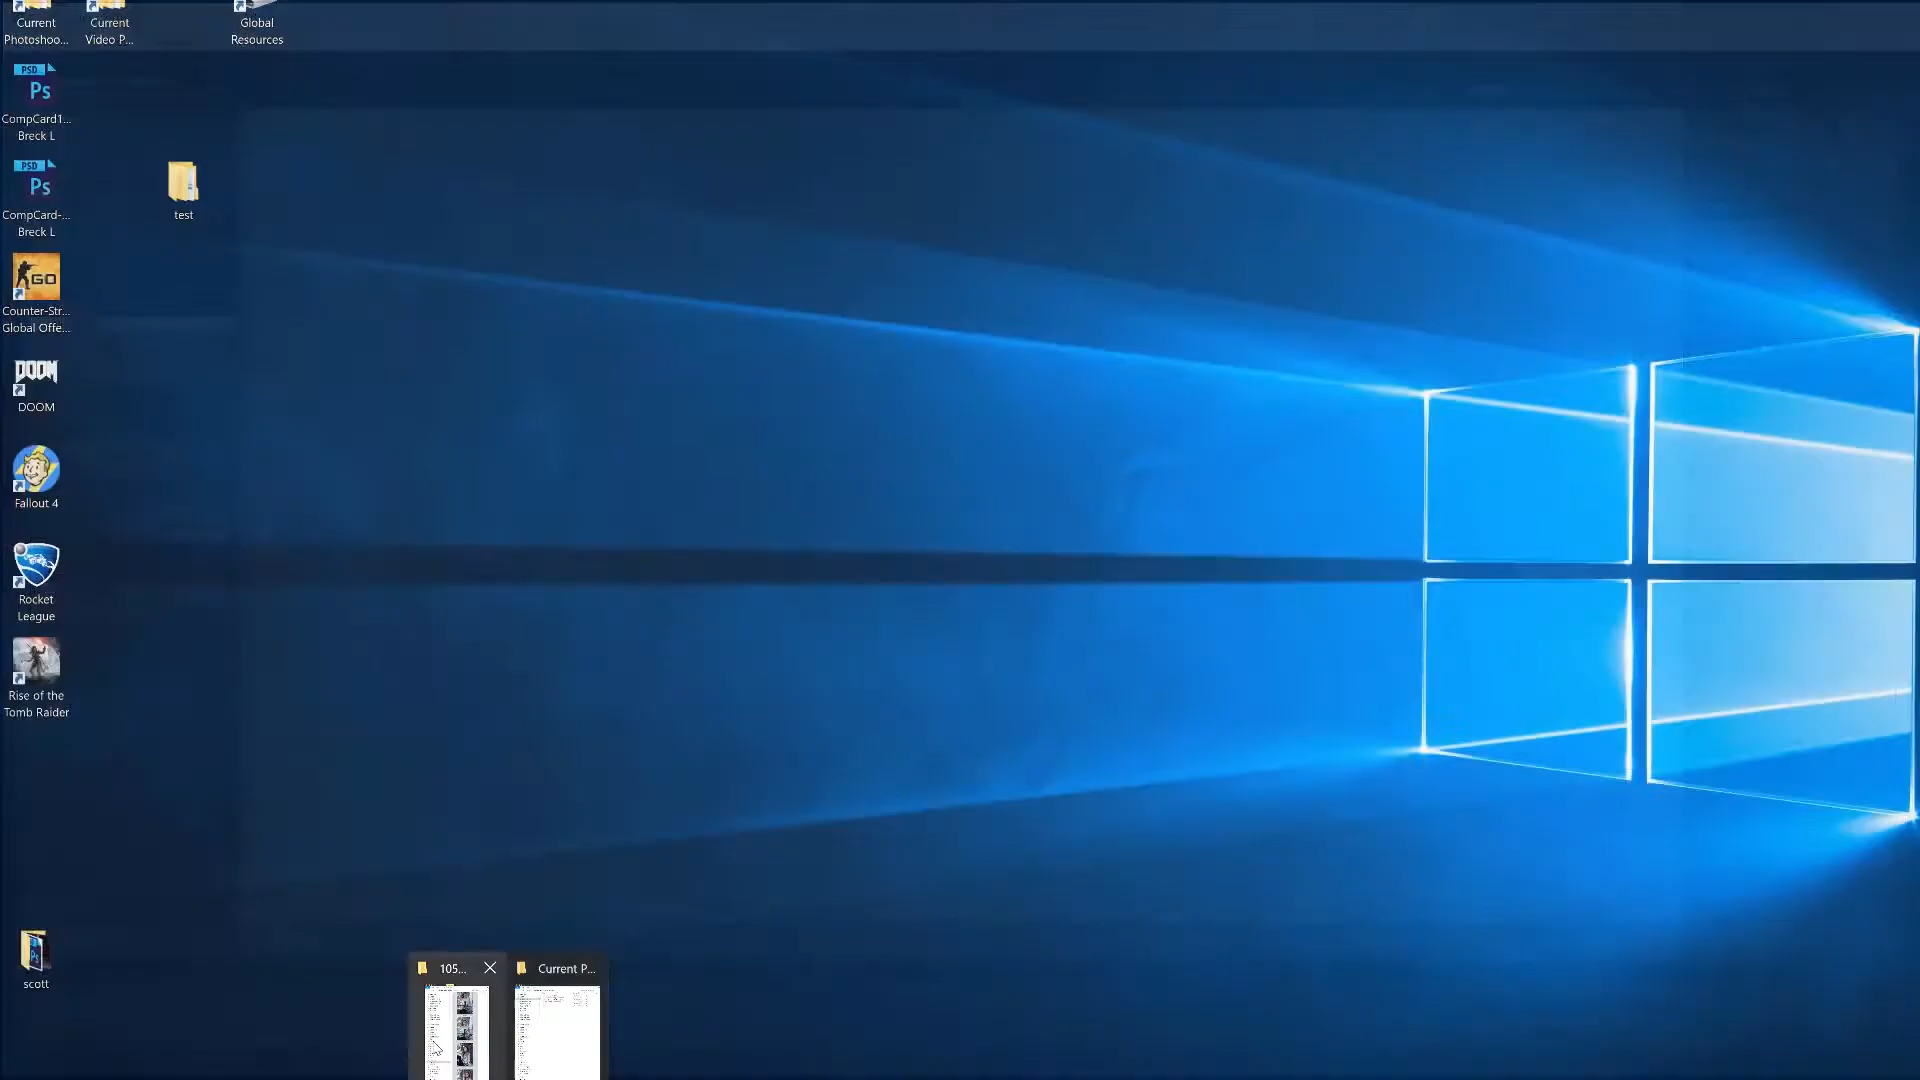 Current
Photoshoo...
Current
Video P...
Global
Resources
PSD
Ps
CompCard1...
Breck L
PSD
Ps
CompCard-...
Breck L
test
GO
Counter-Str...
Global Offe...
DOOM
DOOM
Fallout 4
Rocket
League
Rise of the
Tomb Raider
Ps
scott
105...
Current P...